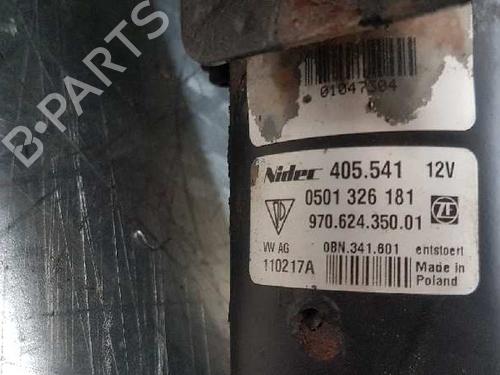 B-PARTS
01047304
Nidec 405.541 12V
0501 326 181
970.624.350.01
ZF
VW AG 0BN.341.601 entstoert
110217A Made in
Poland